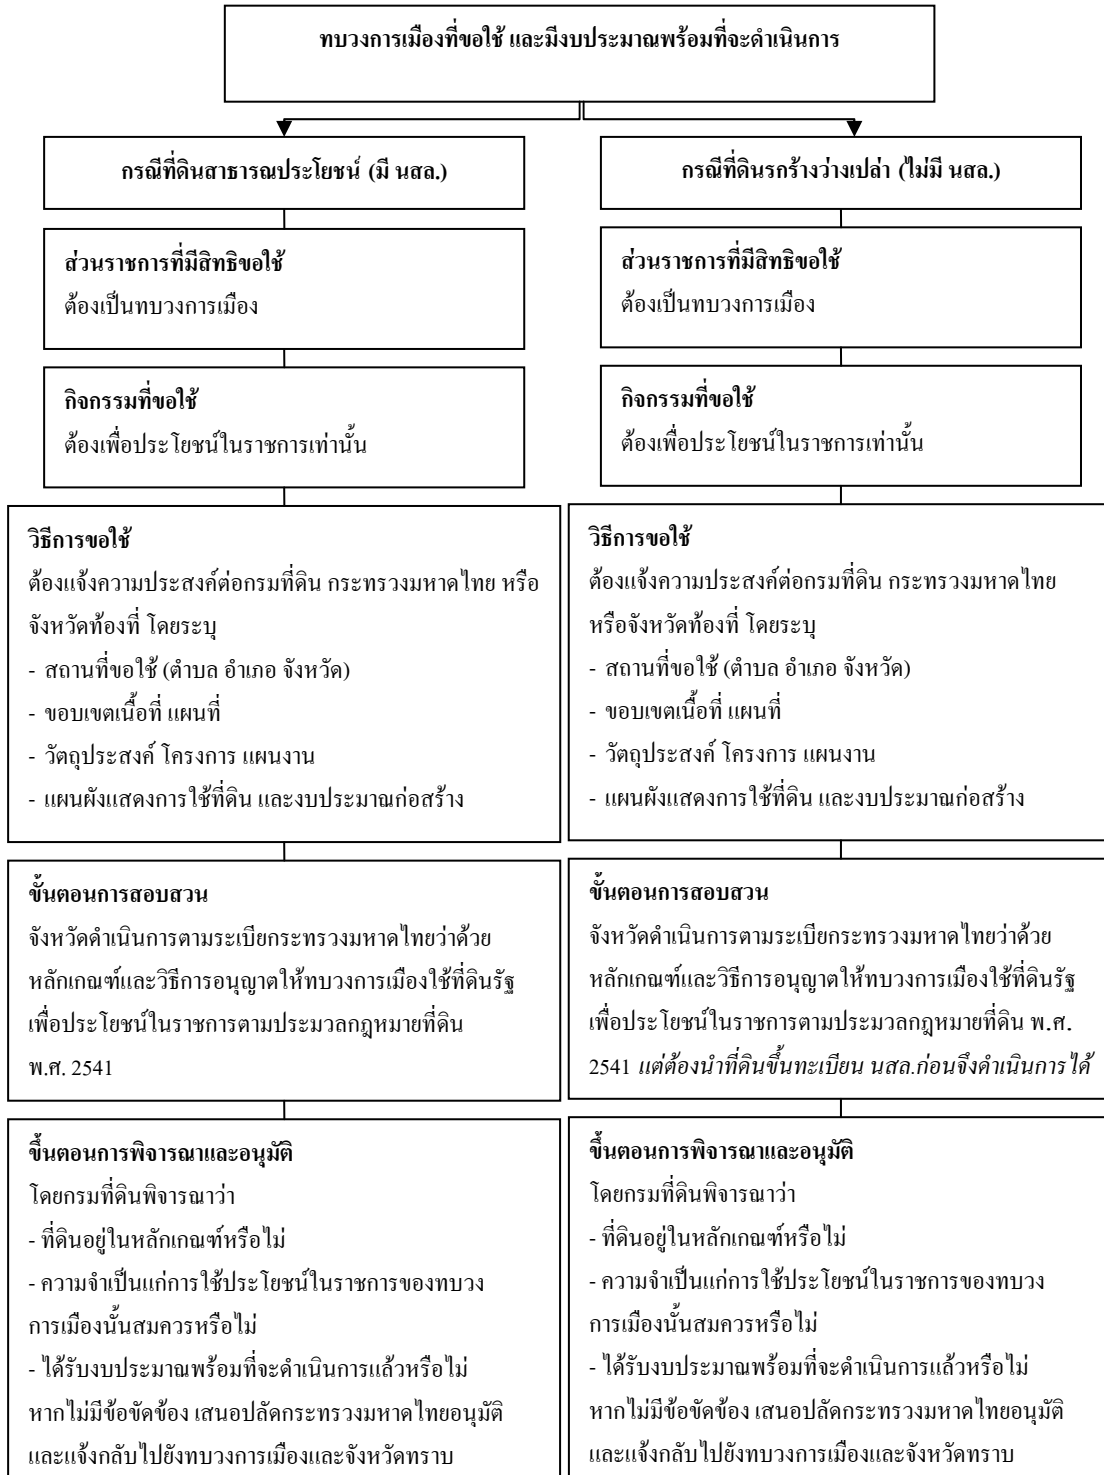 ทบวงการเมืองที่ขอใช้ และมีงบประมาณพร้อมที่จะดำเนินการ
กรณีที่ดินสาธารณประโยชน์ (มี นสล.)
ส่วนราชการที่มีสิทธิขอใช้
ต้องเป็นทบวงการเมือง
กิจกรรมที่ขอใช้
ต้องเพื่อประโยชน์ในราชการเท่านั้น
วิธีการขอใช้
ต้องแจ้งความประสงค์ต่อกรมที่ดิน กระทรวงมหาดไทย หรือ
จังหวัดท้องที่ โดยระบุ
- สถานที่ขอใช้ (ตำบล อำเภอ จังหวัด)
- ขอบเขตเนื้อที่ แผนที่
- วัตถุประสงค์ โครงการ แผนงาน
- แผนผังแสดงการใช้ที่ดิน และงบประมาณก่อสร้าง
ขั้นตอนการสอบสวน
จังหวัดดำเนินการตามระเบียกระทรวงมหาดไทยว่าด้วย
หลักเกณฑ์และวิธีการอนุญาตให้ทบวงการเมืองใช้ที่ดินรัฐ
เพื่อประโยชน์ในราชการตามประมวลกฎหมายที่ดิน
พ.ศ. 2541
ขึ้นตอนการพิจารณาและอนุมัติ
โดยกรมที่ดินพิจารณาว่า
- ที่ดินอยู่ในหลักเกณฑ์หรือไม่
- ความจำเป็นแก่การใช้ประโยชน์ในราชการของทบวง
การเมืองนั้นสมควรหรือไม่
- ได้รับงบประมาณพร้อมที่จะดำเนินการแล้วหรือไม่
หากไม่มีข้อขัดข้อง เสนอปลัดกระทรวงมหาดไทยอนุมัติ
และแจ้งกลับไปยังทบวงการเมืองและจังหวัดทราบ
กรณีที่ดินรกร้างว่างเปล่า (ไม่มี นสล.)
ส่วนราชการที่มีสิทธิขอใช้
ต้องเป็นทบวงการเมือง
กิจกรรมที่ขอใช้
ต้องเพื่อประโยชน์ในราชการเท่านั้น
วิธีการขอใช้
ต้องแจ้งความประสงค์ต่อกรมที่ดิน กระทรวงมหาดไทย
หรือจังหวัดท้องที่ โดยระบุ
- สถานที่ขอใช้ (ตำบล อำเภอ จังหวัด)
- ขอบเขตเนื้อที่ แผนที่
- วัตถุประสงค์ โครงการ แผนงาน
- แผนผังแสดงการใช้ที่ดิน และงบประมาณก่อสร้าง
ขั้นตอนการสอบสวน
จังหวัดดำเนินการตามระเบียกระทรวงมหาดไทยว่าด้วย
หลักเกณฑ์และวิธีการอนุญาตให้ทบวงการเมืองใช้ที่ดินรัฐ
เพื่อประโยชน์ในราชการตามประมวลกฎหมายที่ดิน พ.ศ.
2541 แต่ต้องนำที่ดินขึ้นทะเบียน นสล.ก่อนจึงดำเนินการได้
ขึ้นตอนการพิจารณาและอนุมัติ
โดยกรมที่ดินพิจารณาว่า
- ที่ดินอยู่ในหลักเกณฑ์หรือไม่
- ความจำเป็นแก่การใช้ประโยชน์ในราชการของทบวง
การเมืองนั้นสมควรหรือไม่
- ได้รับงบประมาณพร้อมที่จะดำเนินการแล้วหรือไม่
หากไม่มีข้อขัดข้อง เสนอปลัดกระทรวงมหาดไทยอนุมัติ
และแจ้งกลับไปยังทบวงการเมืองและจังหวัดทราบ